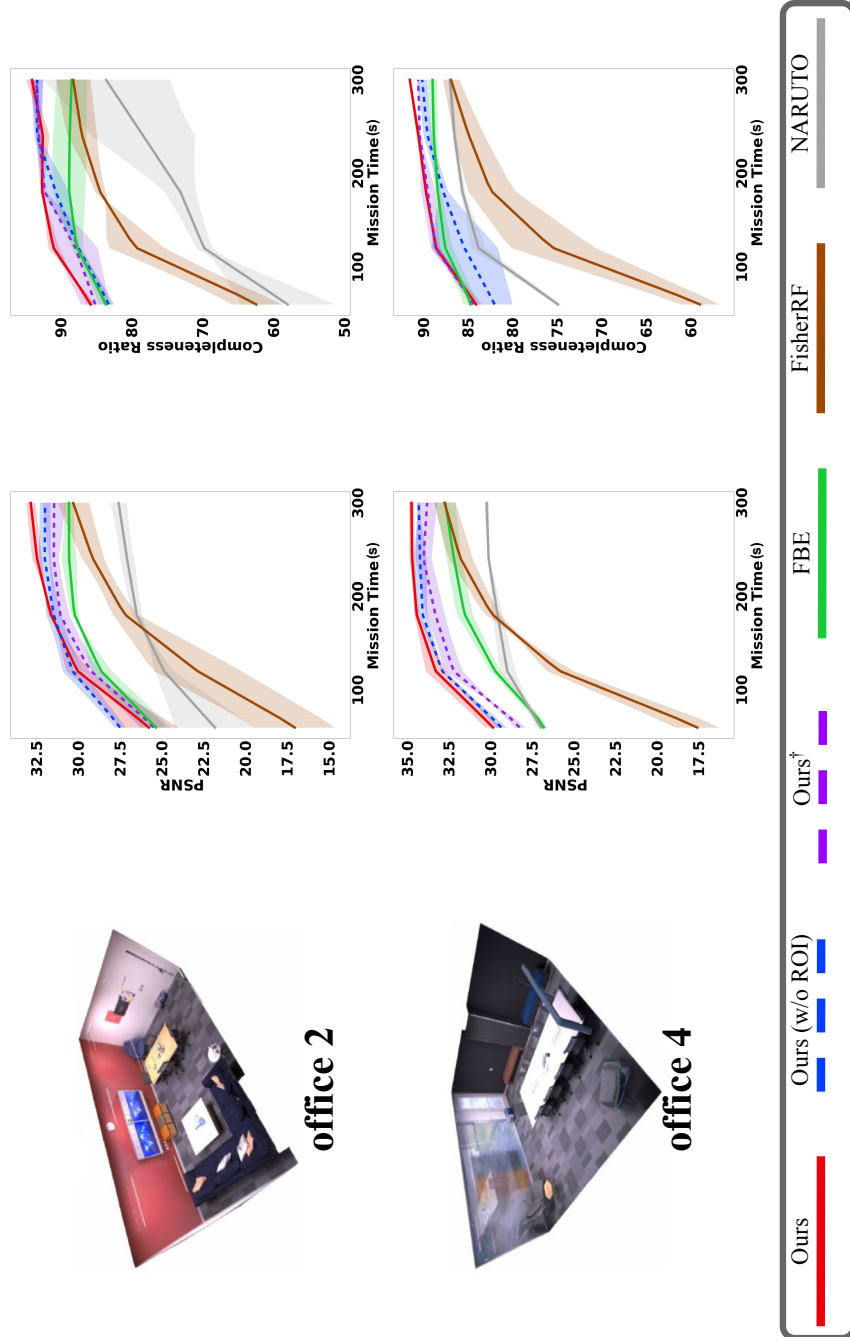 PSNR
32.5
30.0
27.5
25.0
22.5
20.0
17.5
15.0
100 200 300
Mission Time(s)
Completeness Ratio
90
80
70
60
50
100 200 300
Mission Time(s)
office 2
PSNR
35.0
32.5
30.0
27.5
25.0
22.5
20.0
17.5
100 200 300
Mission Time(s)
Completeness Ratio
90
85
80
75
70
65
60
100 200 300
Mission Time(s)
office 4
Ours Ours (w/o ROI) Ours† FBE FisherRF NARUTO